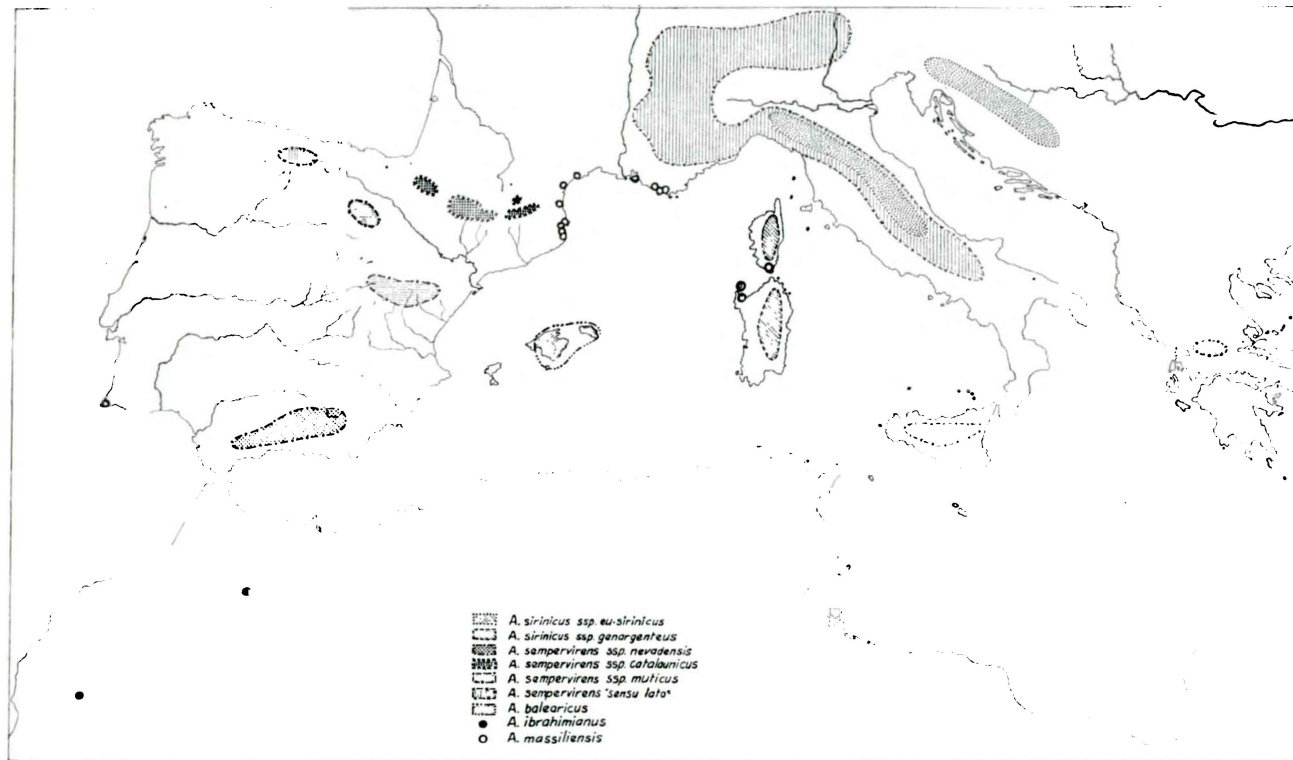 A. sirinicus ssp. eu-sirinicus
A. sirinicus ssp. genargenteus
A. sempervirens ssp. nevadensis
A. sempervirens ssp. catalaunicus
A. sempervirens ssp. muticus
A. sempervirens "sensu lato"
A. balearicus
A. ibrahimianus
A. massiliensis